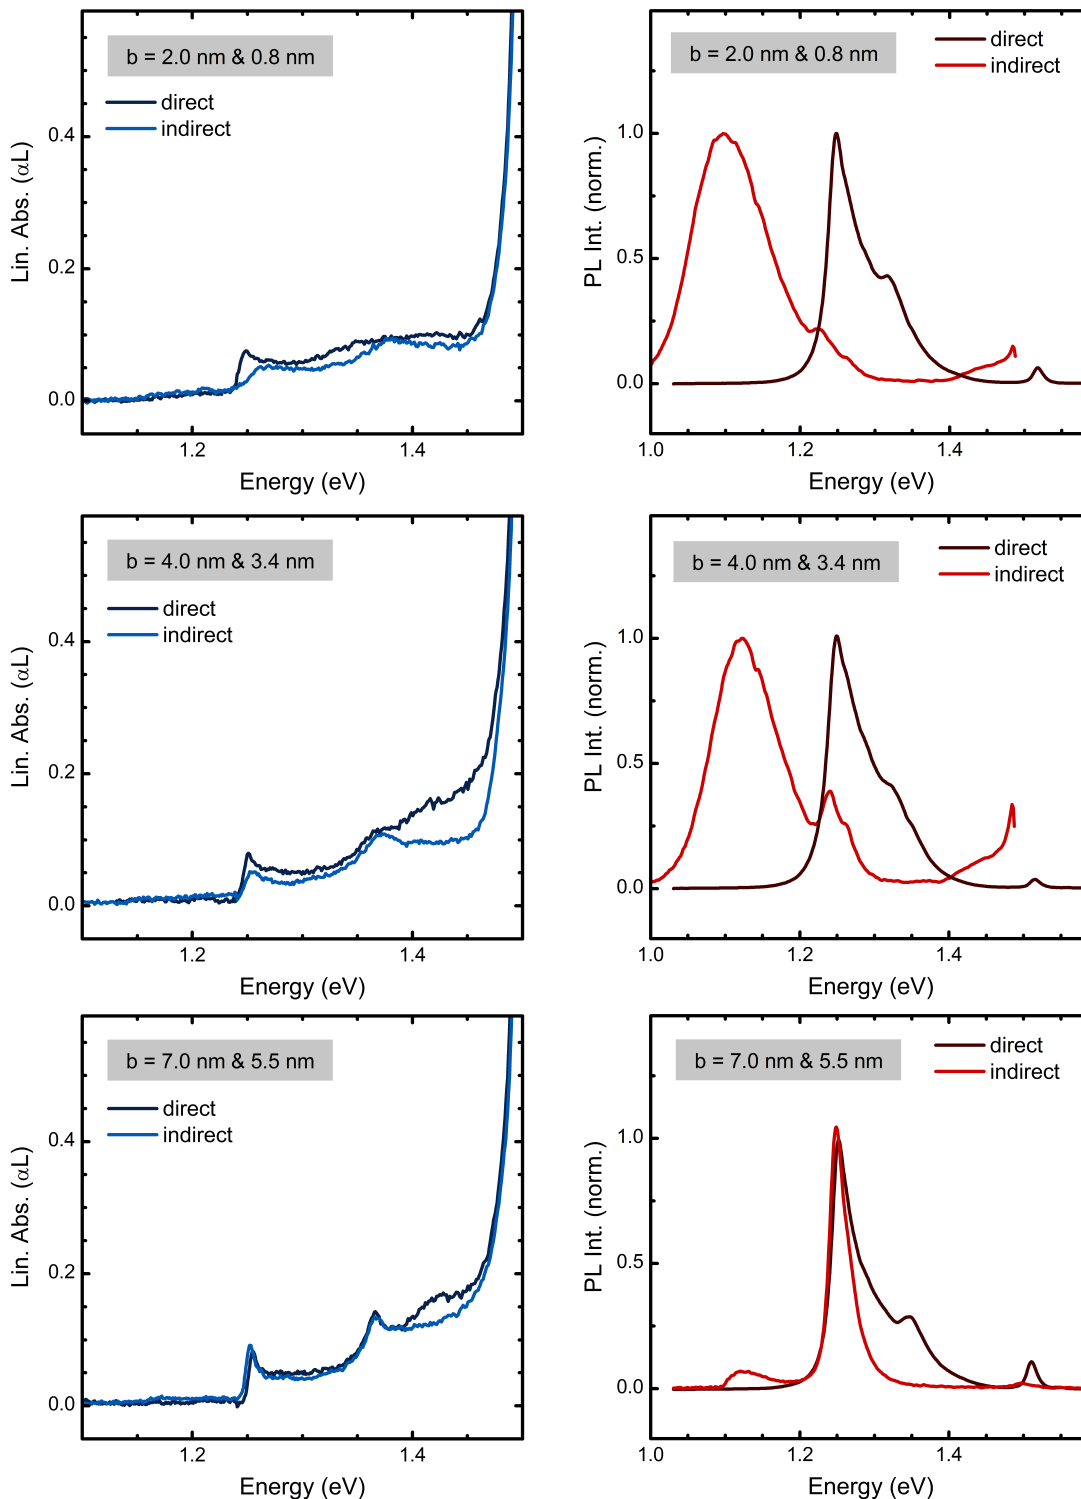 b = 2.0 nm & 0.8 nm
direct
indirect
0.4
0.2
0.0
Lin. Abs. (αL)
1.2
1.4
Energy (eV)
b = 2.0 nm & 0.8 nm
direct
indirect
1.0
0.5
0.0
PL Int. (norm.)
1.0
1.2
1.4
Energy (eV)
b = 4.0 nm & 3.4 nm
direct
indirect
0.4
0.2
0.0
Lin. Abs. (αL)
1.2
1.4
Energy (eV)
b = 4.0 nm & 3.4 nm
direct
indirect
1.0
0.5
0.0
PL Int. (norm.)
1.0
1.2
1.4
Energy (eV)
b = 7.0 nm & 5.5 nm
direct
indirect
0.4
0.2
0.0
Lin. Abs. (αL)
1.2
1.4
Energy (eV)
b = 7.0 nm & 5.5 nm
direct
indirect
1.0
0.5
0.0
PL Int. (norm.)
1.0
1.2
1.4
Energy (eV)